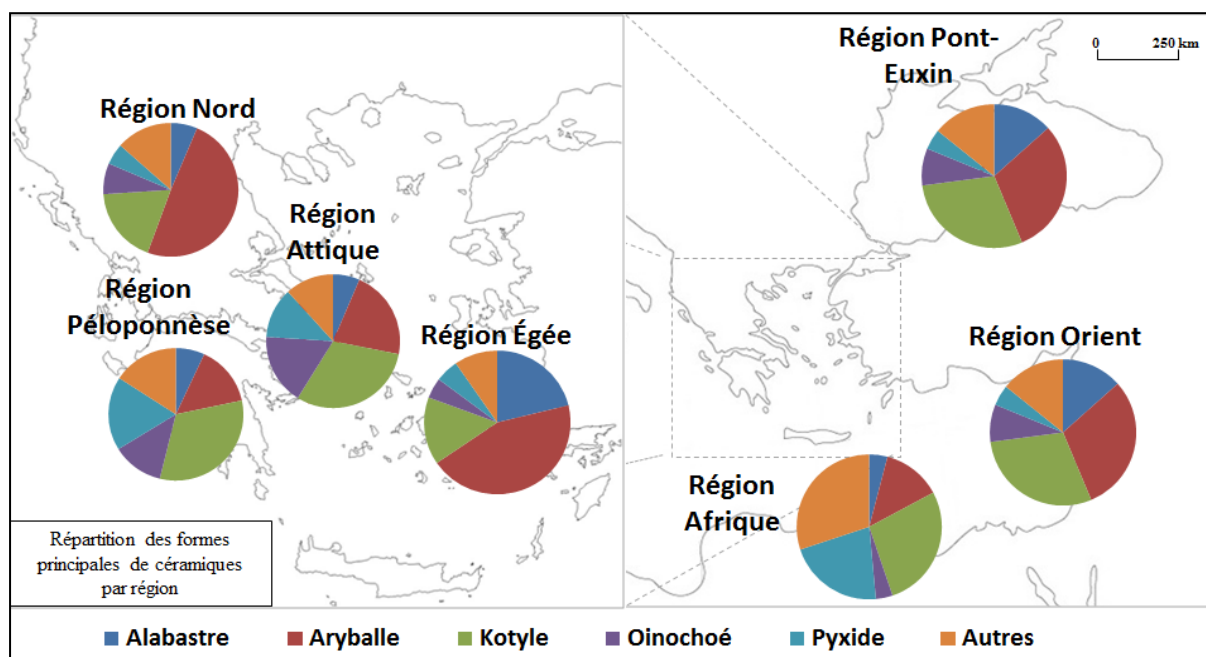 Région Nord
Région
Attique
Région
Péloponnèse
Région Égée
Répartition des formes
principales de céramiques
par région
Région Pont-
Euxin
0 250 km
Région Orient
Région
Afrique
Alabastre Aryballe Kotyle Oinochoé Pyxide Autres